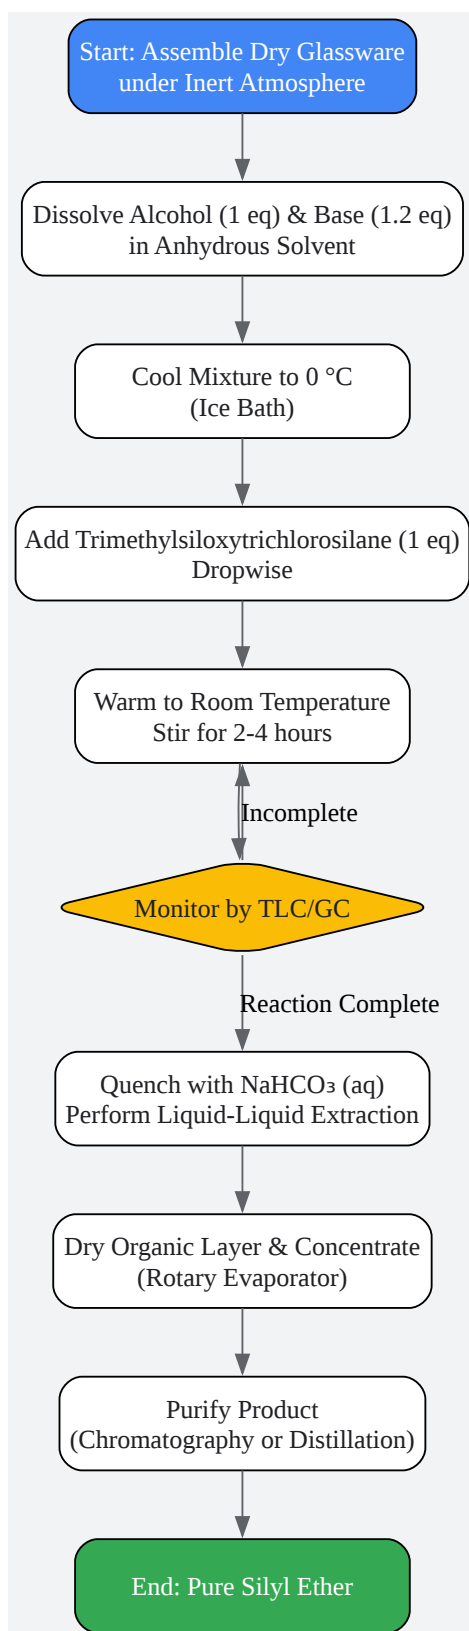 Start: Assemble Dry Glassware
under Inert Atmosphere
Dissolve Alcohol (1 eq) & Base (1.2 eq)
in Anhydrous Solvent
Cool Mixture to 0 °C
(Ice Bath)
Add Trimethylsiloxytrichlorosilane (1 eq)
Dropwise
Warm to Room Temperature
Stir for 2-4 hours
Incomplete
Monitor by TLC/GC
Reaction Complete
Quench with NaHCO₃ (aq)
Perform Liquid-Liquid Extraction
Dry Organic Layer & Concentrate
(Rotary Evaporator)
Purify Product
(Chromatography or Distillation)
End: Pure Silyl Ether